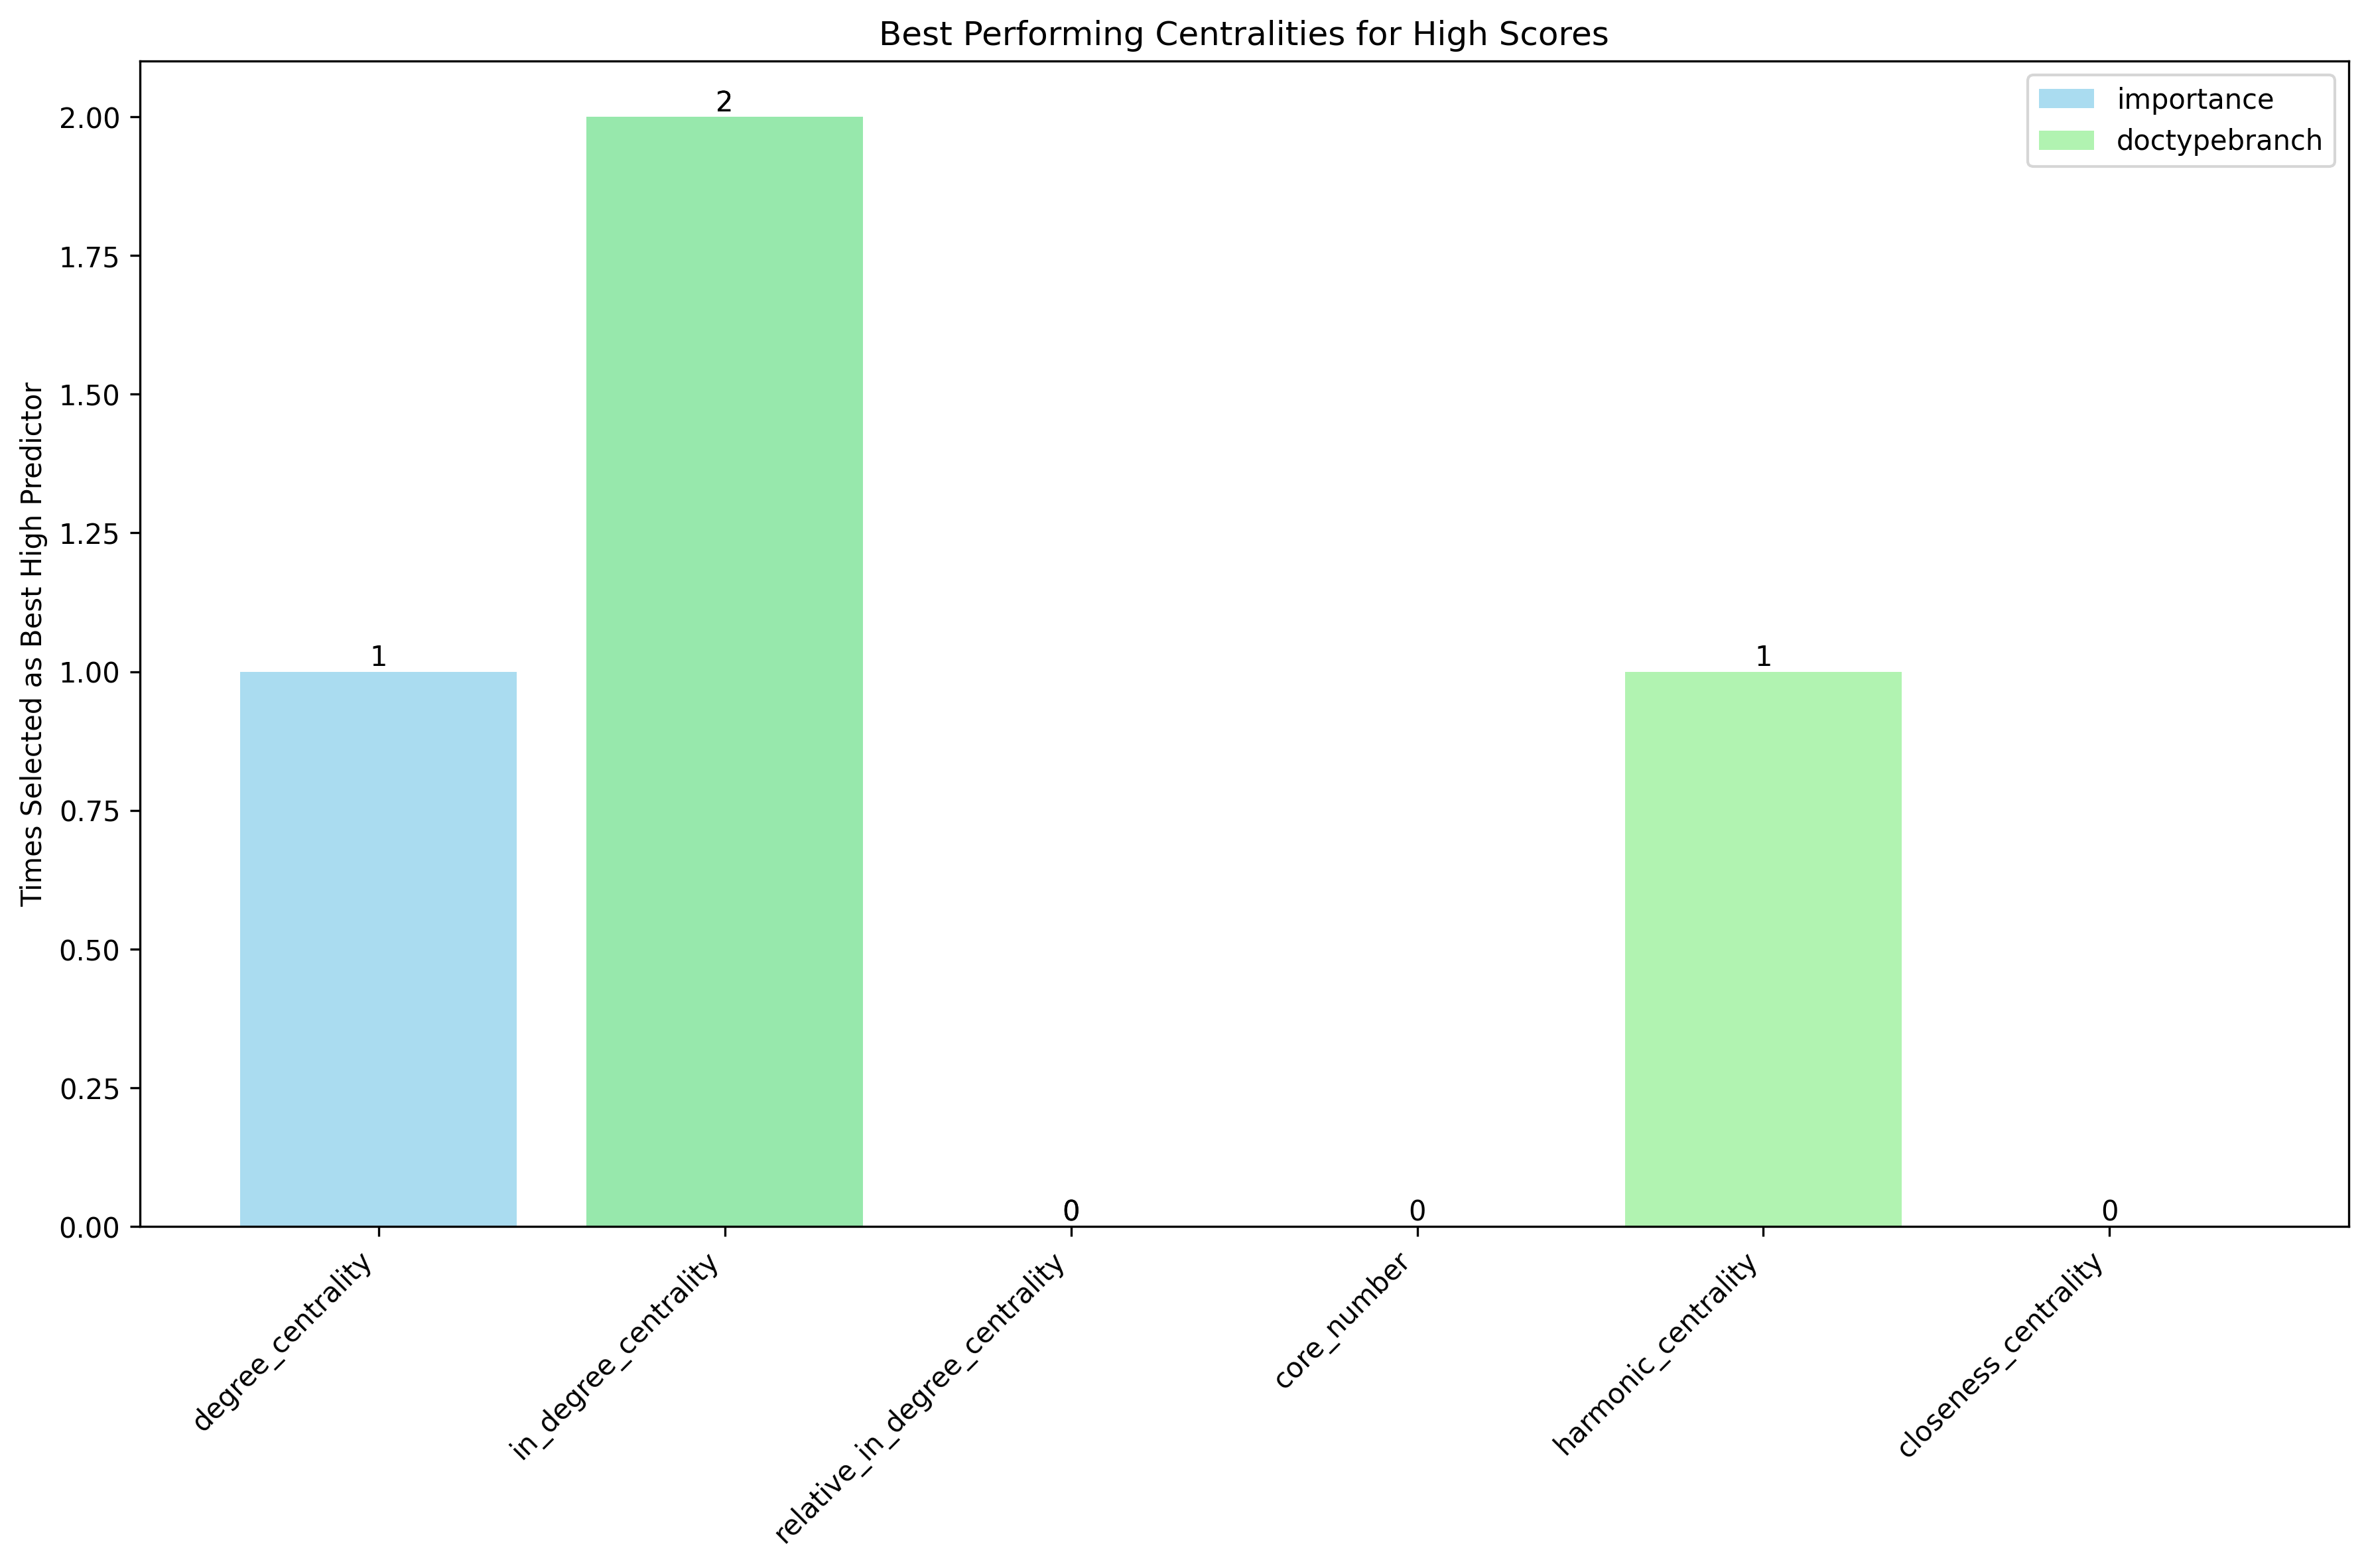 Best Performing Centralities for High Scores
importance
doctypebranch
Times Selected as Best High Predictor
2.00
1.75
1.50
1.25
1.00
0.75
0.50
0.25
0.00
1
2
0
0
1
0
degree_centrality
in_degree_centrality
relative_in_degree_centrality
core_number
harmonic_centrality
closeness_centrality